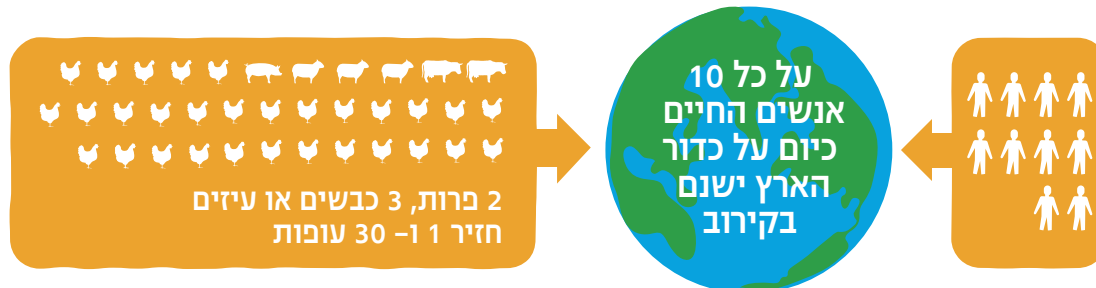 על כל 10
אנשים החיים
כיום על כדור
הארץ ישנם
בקירוב
2 פרות, 3 כבשים או עיזים
חזיר 1 ו– 30 עופות